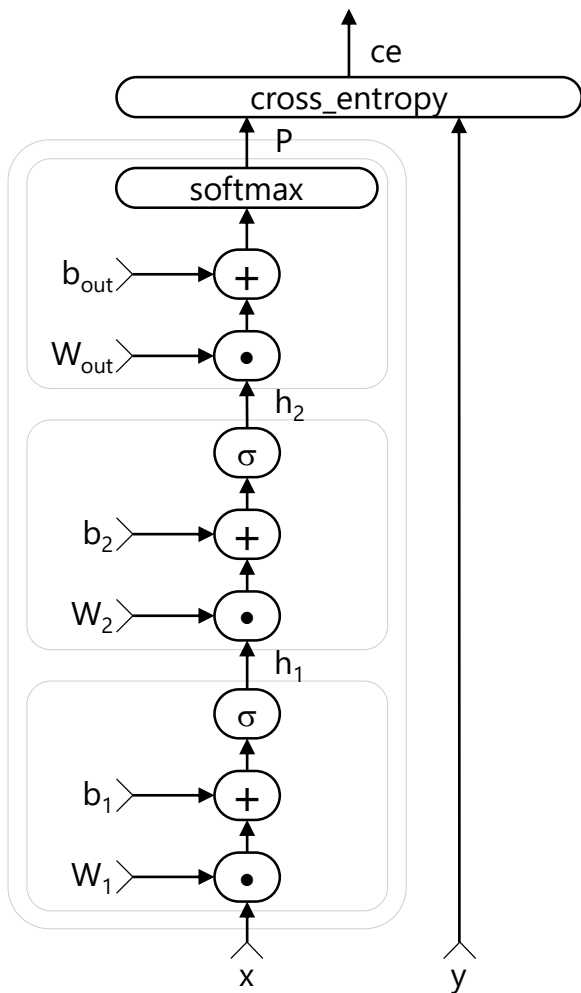 ce
cross_entropy
P
softmax
b_out +
W_out •
h_2
σ
b_2 +
W_2 •
h_1
σ
b_1 +
W_1 •
x y